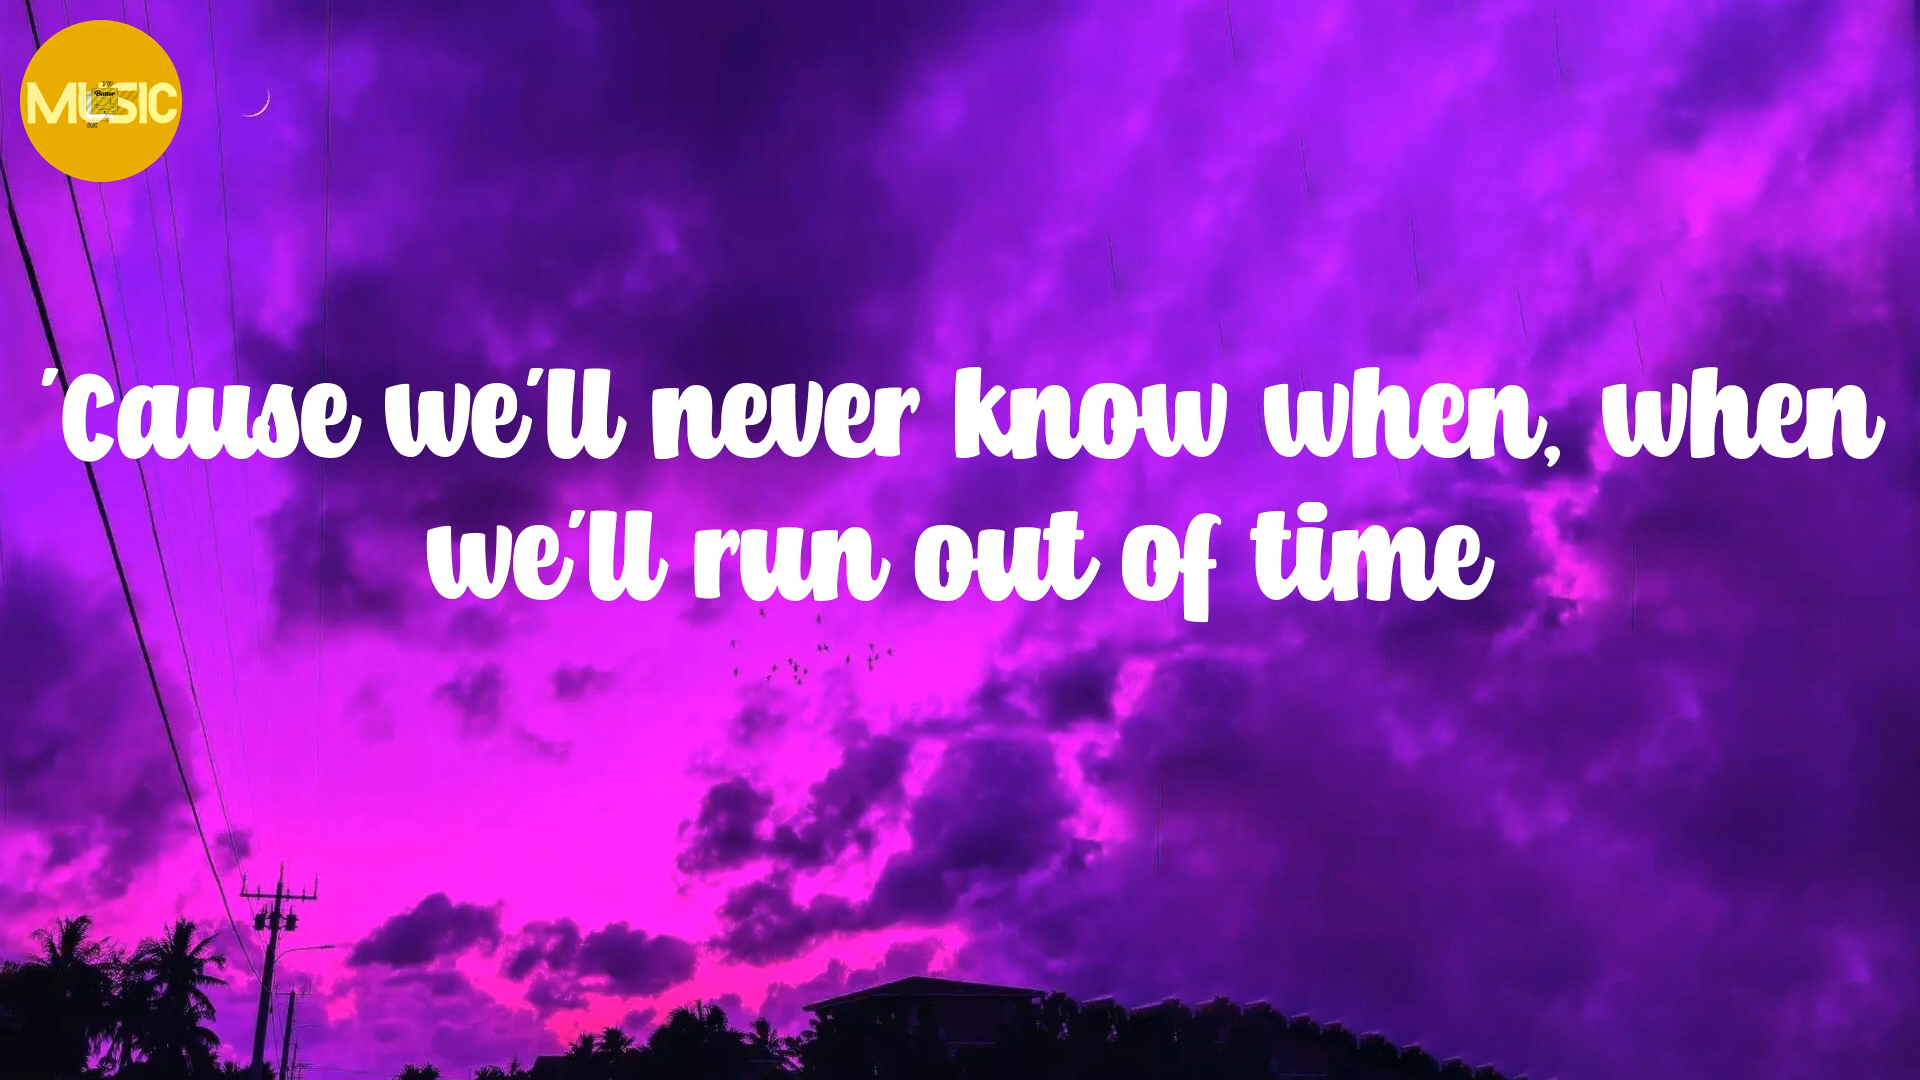 MUSIC
'Cause we'll never know when, when
we'll run out of time